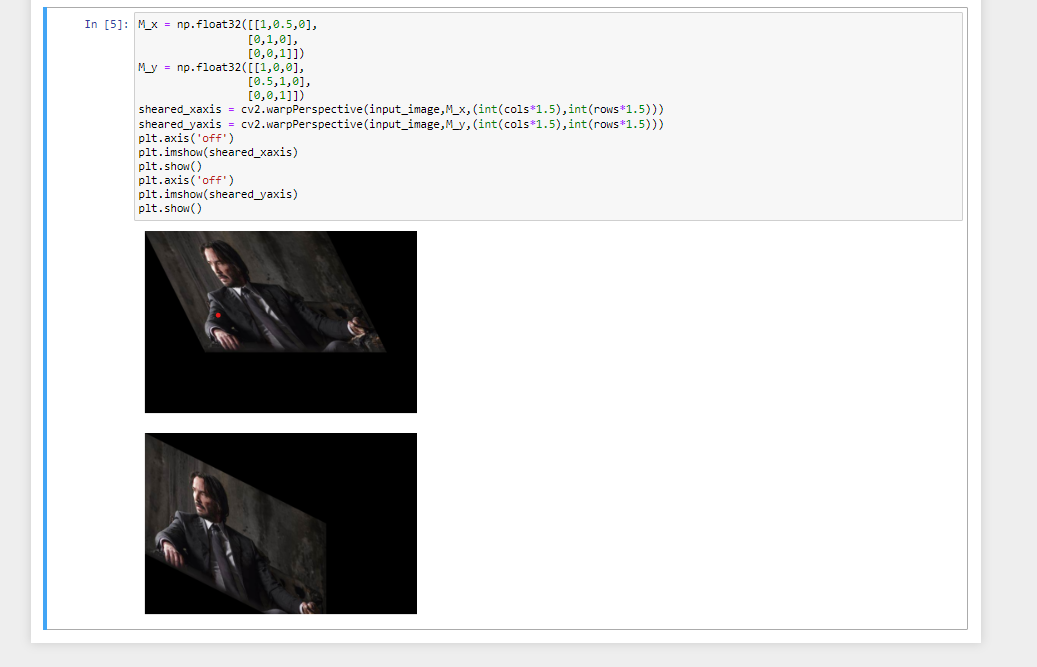 In [5]: M_x = np.float32([[1,0.5,0],
[0,1,0],
[0,0,1]])
M_y = np.float32([[1,0,0],
[0.5,1,0],
[0,0,1]])
sheared_xaxis = cv2.warpPerspective(input_image,M_x,(int(cols*1.5),int(rows*1.5)))
sheared_yaxis = cv2.warpPerspective(input_image,M_y,(int(cols*1.5),int(rows*1.5)))
plt.axis('off')
plt.imshow(sheared_xaxis)
plt.show()
plt.axis('off')
plt.imshow(sheared_yaxis)
plt.show()